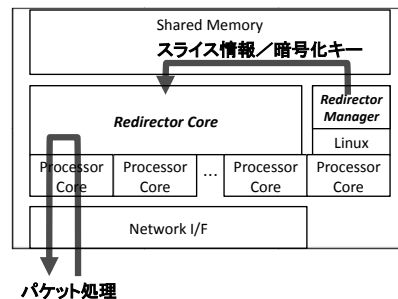 Shared Memory
スライス情報／暗号化キー
Redirector Core
Redirector
Manager
Linux
Processor
Core
Processor
Core
...
Processor
Core
Processor
Core
Network I/F
パケット処理